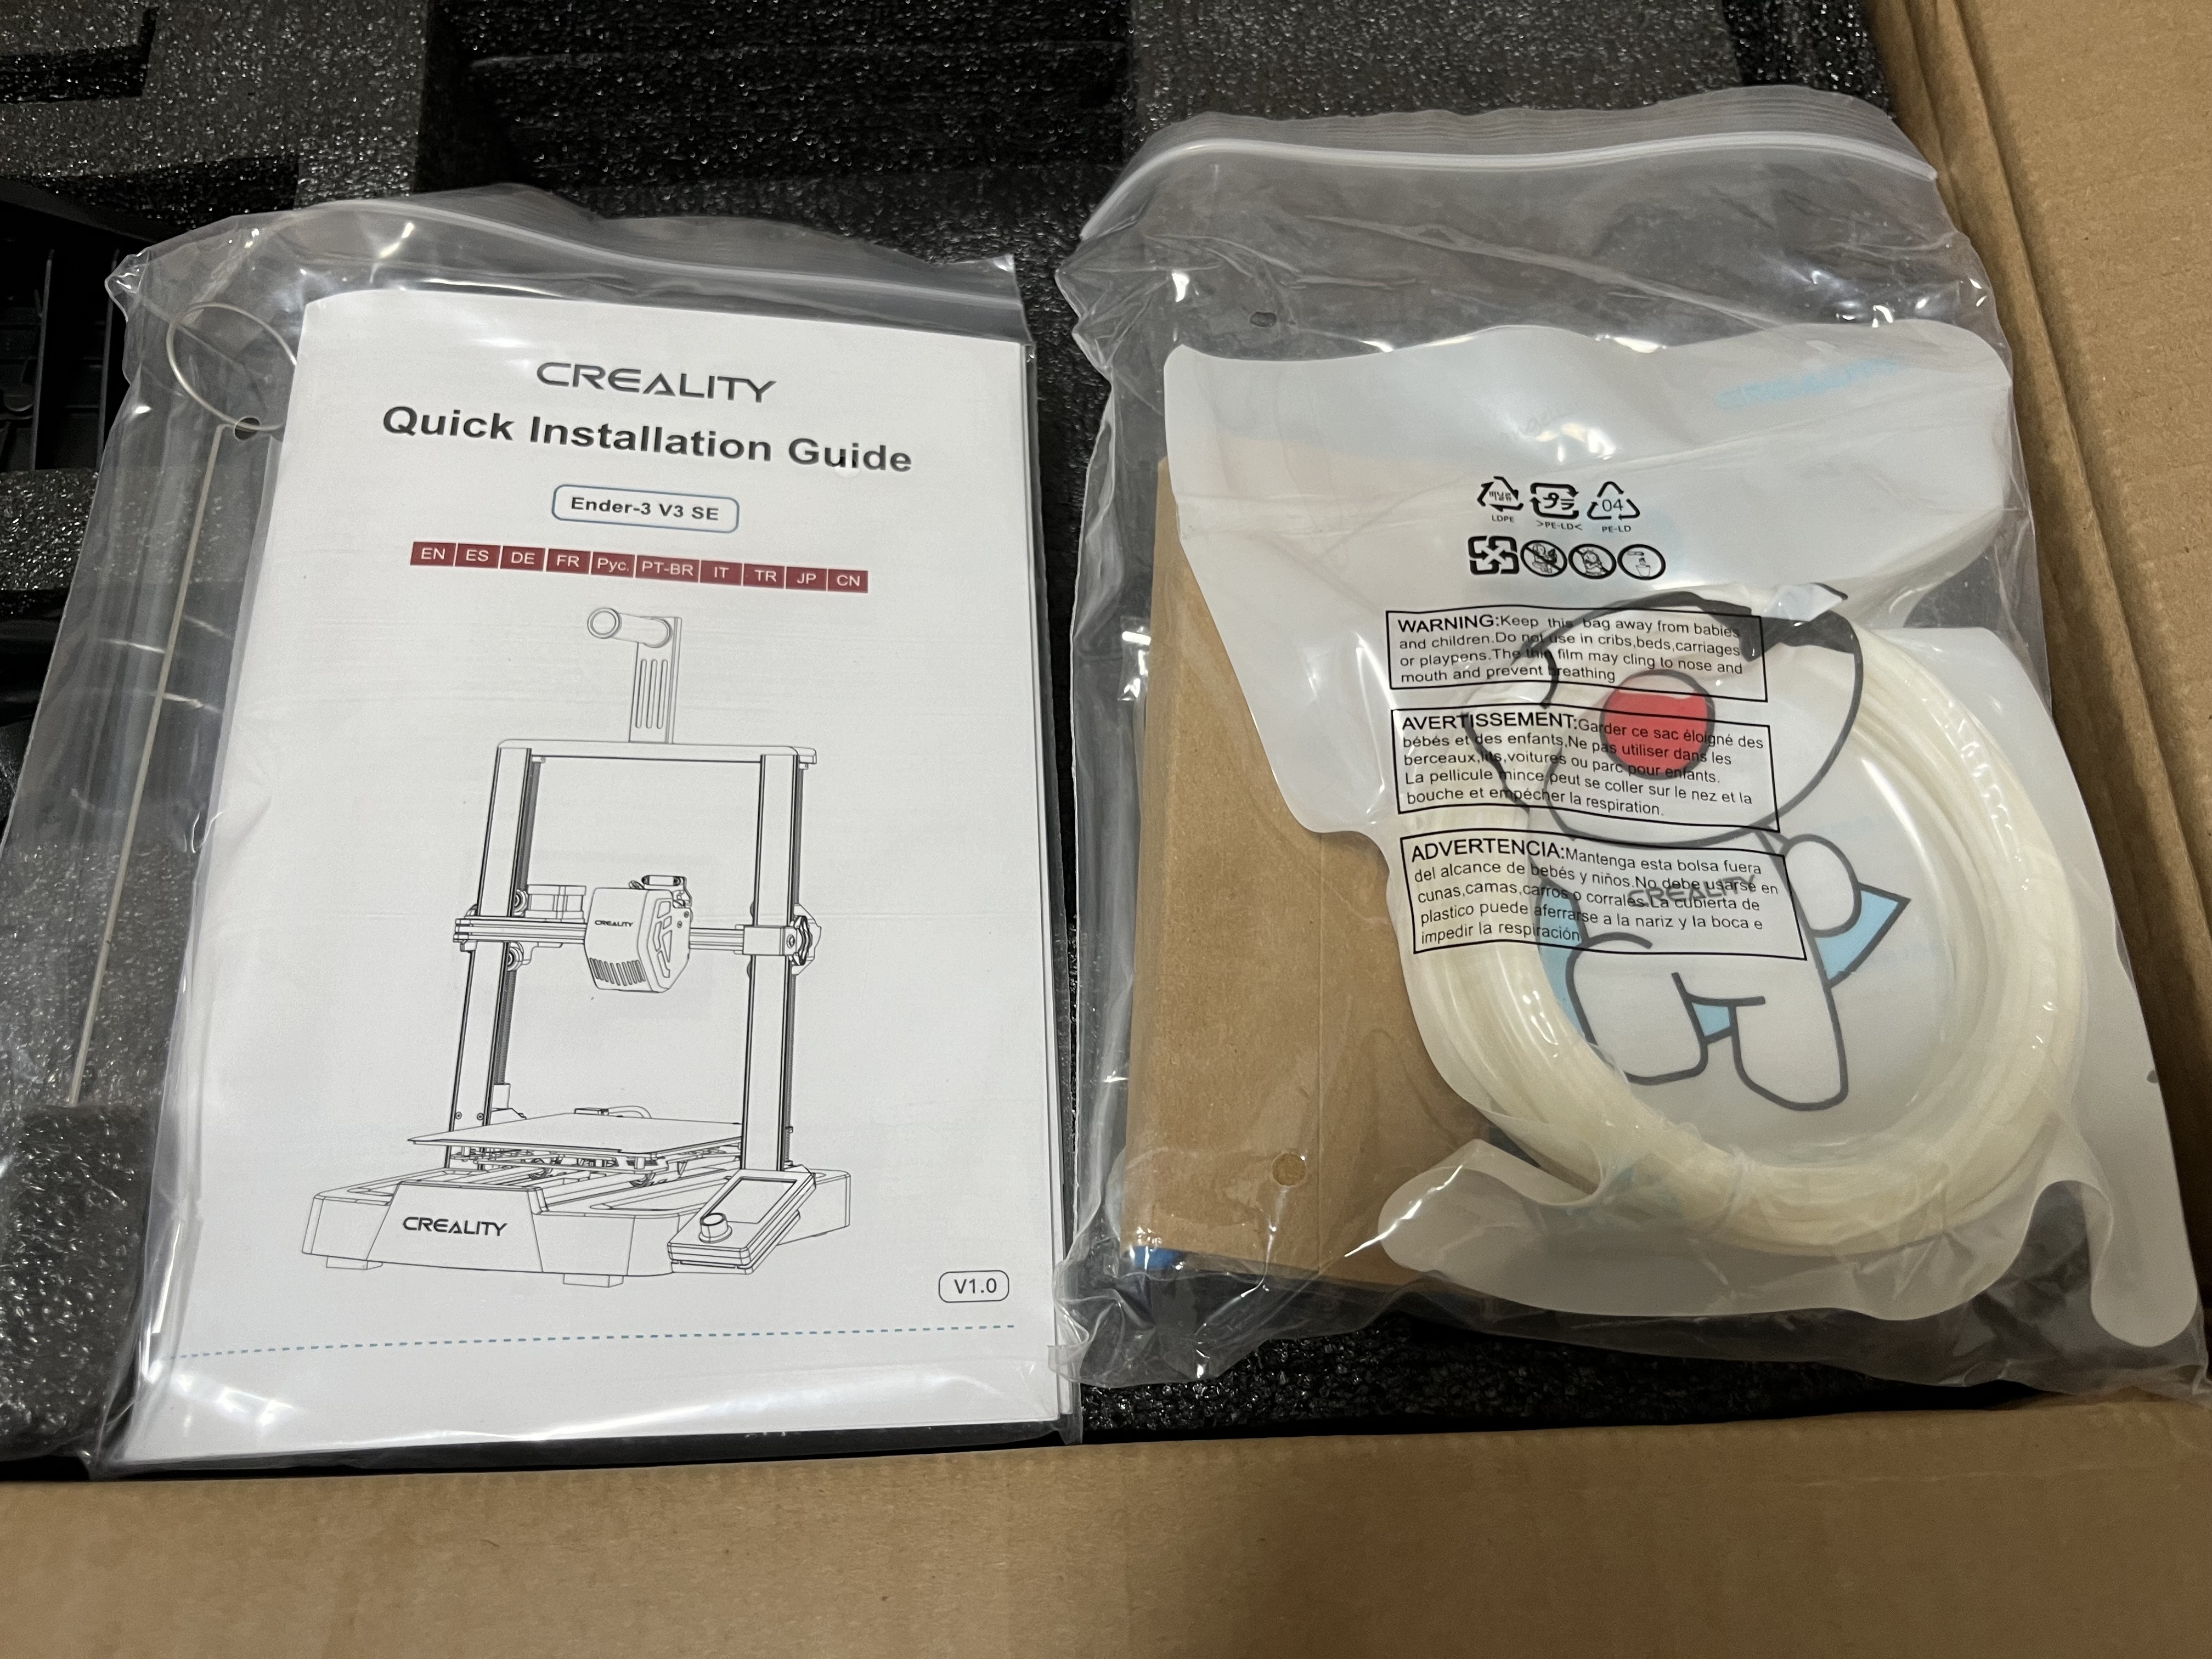 CREALITY
Quick Installation Guide
Ender-3 V3 SE
EN ES DE FR Рус. PT-BR IT TR JP CN
CREALITY
CREALITY
V1.0
LDPE >PE-LD< 04 PE-LD
WARNING:Keep this bag away from babies
and children.Do not use in cribs,beds,carriages
or playpens.The thin film may cling to nose and
mouth and prevent breathing
AVERTISSEMENT:Garder ce sac éloigné des
bébés et des enfants,Ne pas utiliser dans les
berceaux,lits,voitures ou parc pour enfants.
La pellicule mince peut se coller sur le nez et la
bouche et empécher la respiration.
ADVERTENCIA:Mantenga esta bolsa fuera
del alcance de bebés y niños.No debe usarse en
cunas,camas,carros o corrales.La cubierta de
plastico puede aferrarse a la nariz y la boca e
impedir la respiración
CREALITY